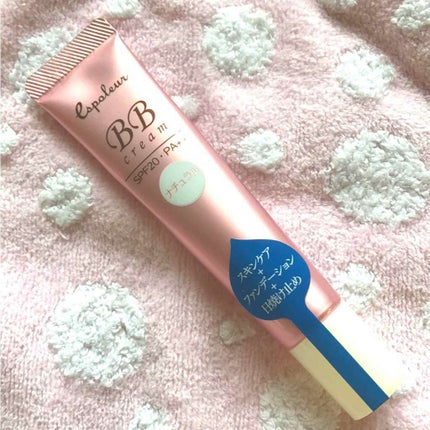 Espoleur
BB
cream
SPF20・PA++
ナチュラル
スキンケア
+
ファンデーション
+
日焼け止め